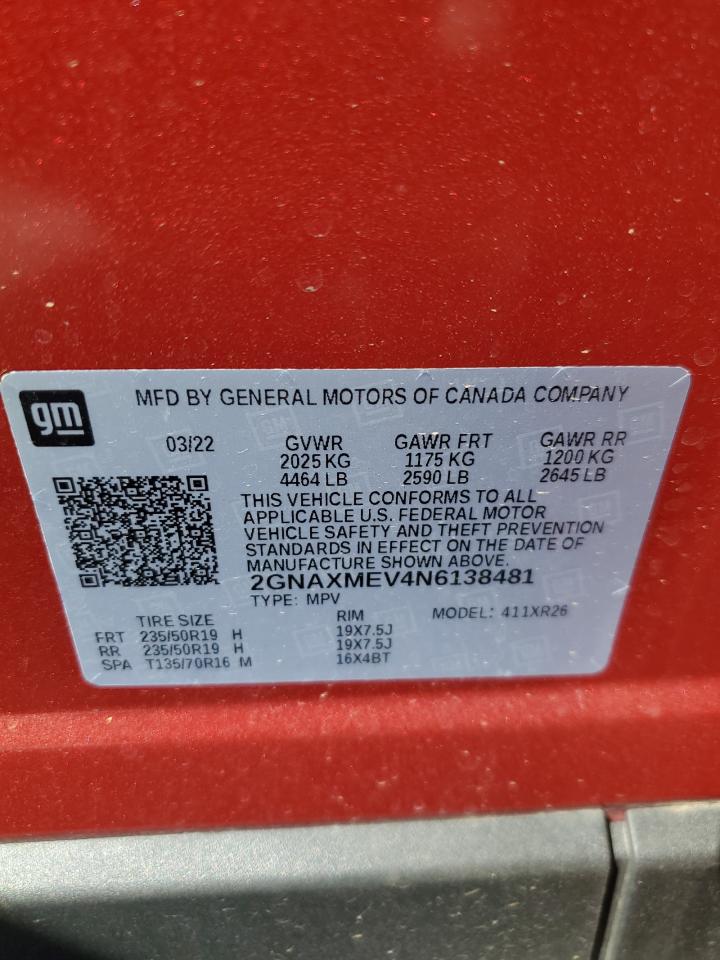 gm
MFD BY GENERAL MOTORS OF CANADA COMPANY
03/22 GVWR GAWR FRT GAWR RR
2025 KG 1175 KG 1200 KG
4464 LB 2590 LB 2645 LB
THIS VEHICLE CONFORMS TO ALL
APPLICABLE U.S. FEDERAL MOTOR
VEHICLE SAFETY AND THEFT PREVENTION
STANDARDS IN EFFECT ON THE DATE OF
MANUFACTURE SHOWN ABOVE.
2GNAXMEV4N6138481
TYPE: MPV MODEL: 411XR26
TIRE SIZE RIM
FRT 235/50R19 H 19X7.5J
RR 235/50R19 H 19X7.5J
SPA T135/70R16 M 16X4BT